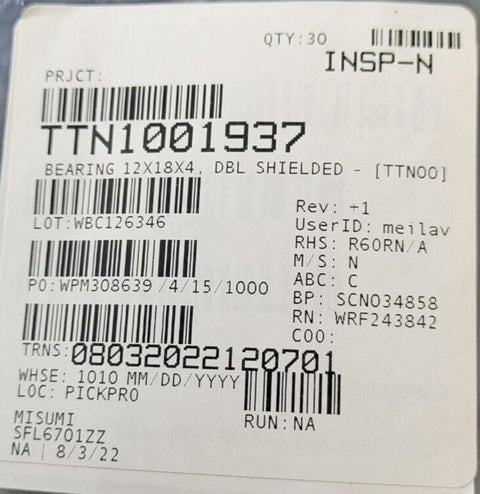 QTY:30
INSP-N
PRJCT:
TTN1001937
BEARING 12X18X4, DBL SHIELDED - [TTN00]
LOT:WBC126346
Rev: +1
UserID: meilav
RHS: R60RN/A
M/S: N
ABC: C
BP: SCN034858
RN: WRF243842
COO:
PO:WPM308639 /4/15/1000
TRNS:08032022120701
WHSE: 1010 MM/DD/YYYY
LOC: PICKPRO
RUN: NA
MISUMI
SFL6701ZZ
NA | 8/3/22